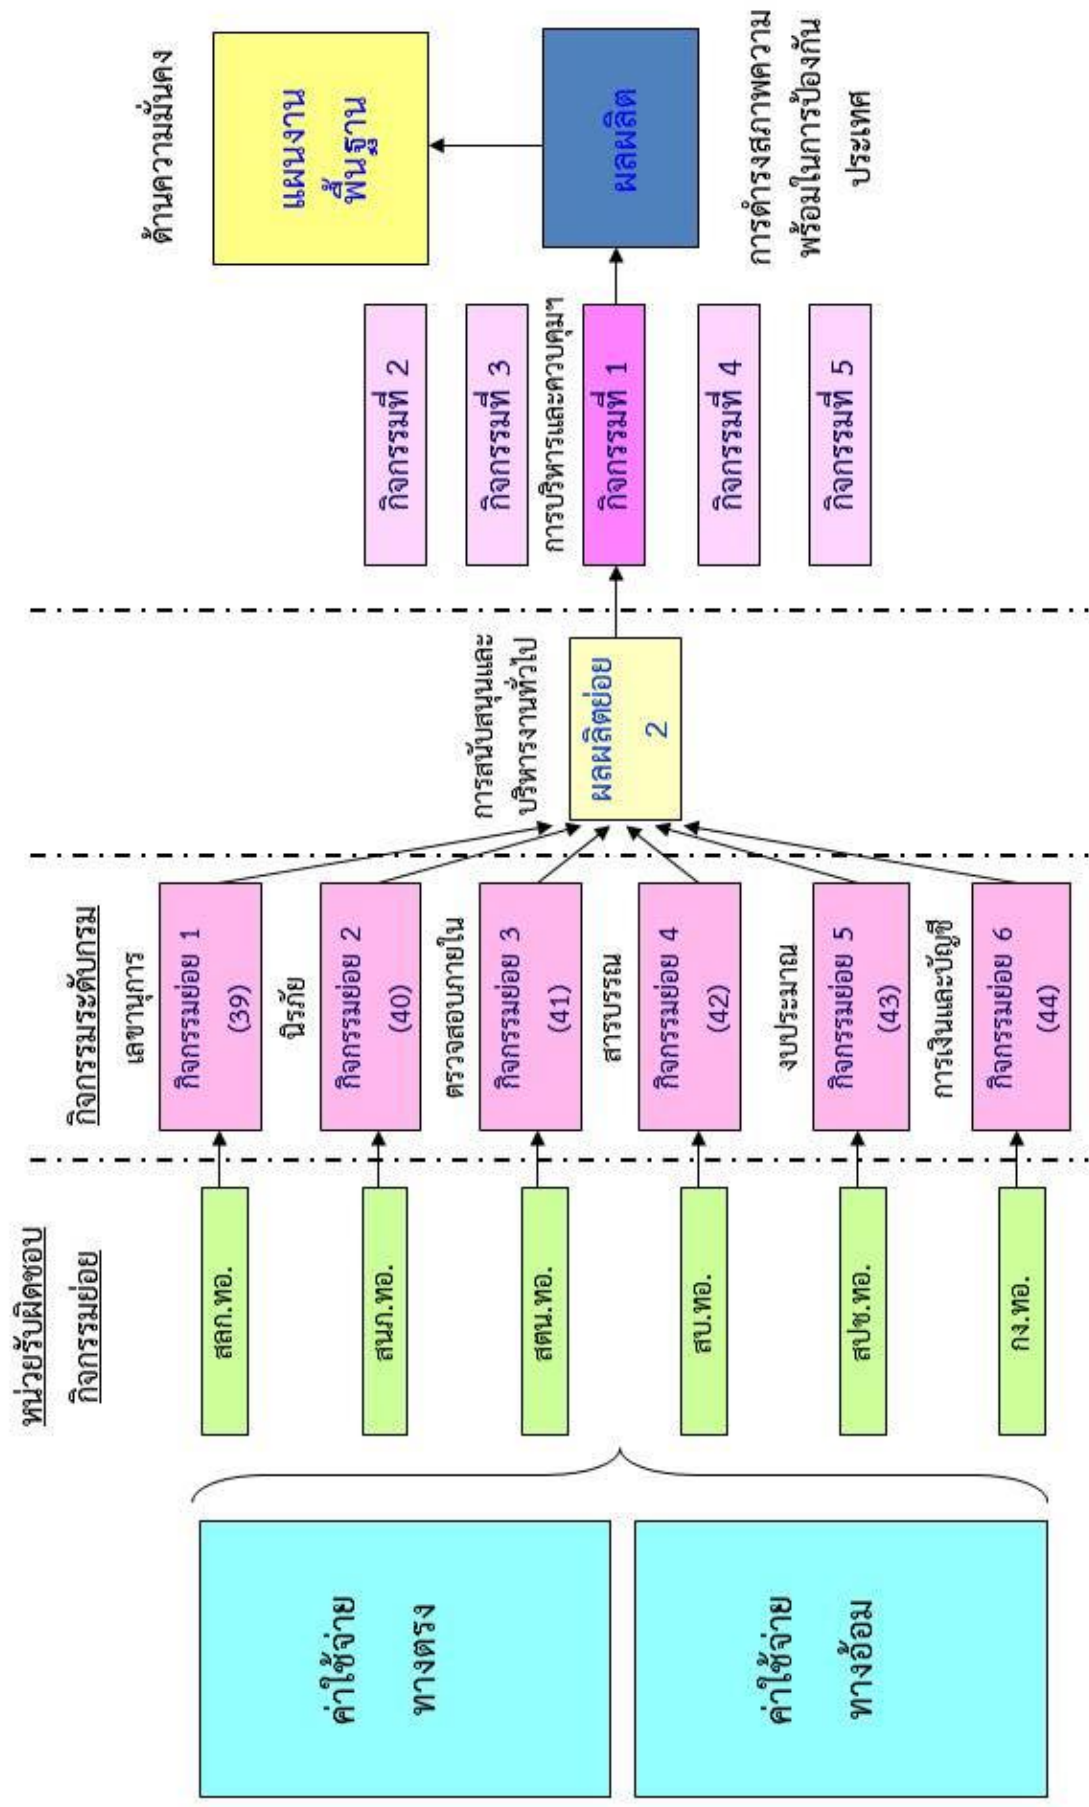 ค่าใช้จ่าย
ทางตรง
ค่าใช้จ่าย
ทางอ้อม
หน่วยรับผิดชอบ
กิจกรรมย่อย
สลก.ทอ.
สนภ.ทอ.
สตน.ทอ.
สบ.ทอ.
สปช.ทอ.
กง.ทอ.
กิจกรรมระดับกรม
เลขานุการ
กิจกรรมย่อย 1
(39)
นิรภัย
กิจกรรมย่อย 2
(40)
ตรวจสอบภายใน
กิจกรรมย่อย 3
(41)
สารบรรณ
กิจกรรมย่อย 4
(42)
งบประมาณ
กิจกรรมย่อย 5
(43)
การเงินและบัญชี
กิจกรรมย่อย 6
(44)
การสนับสนุนและ
บริหารงานทั่วไป
ผลผลิตย่อย
2
กิจกรรมที่ 2
กิจกรรมที่ 3
การบริหารและควบคุมฯ
กิจกรรมที่ 1
กิจกรรมที่ 4
กิจกรรมที่ 5
ด้านความมั่นคง
แผนงาน
พื้นฐาน
ผลผลิต
การดำรงสภาพความ
พร้อมในการป้องกัน
ประเทศ